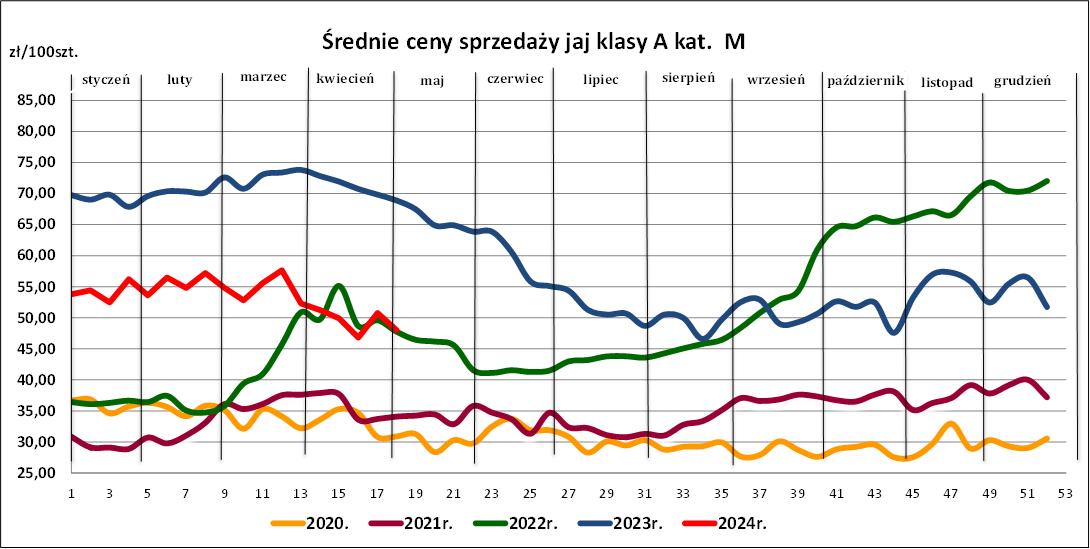 Średnie ceny sprzedaży jaj klasy A kat. M
zł/100szt.
styczeń luty marzec kwiecień maj czerwiec lipiec sierpień wrzesień październik listopad grudzień
85,00
80,00
75,00
70,00
65,00
60,00
55,00
50,00
45,00
40,00
35,00
30,00
25,00
1 3 5 7 9 11 13 15 17 19 21 23 25 27 29 31 33 35 37 39 41 43 45 47 49 51 53
2020. 2021r. 2022r. 2023r. 2024r.